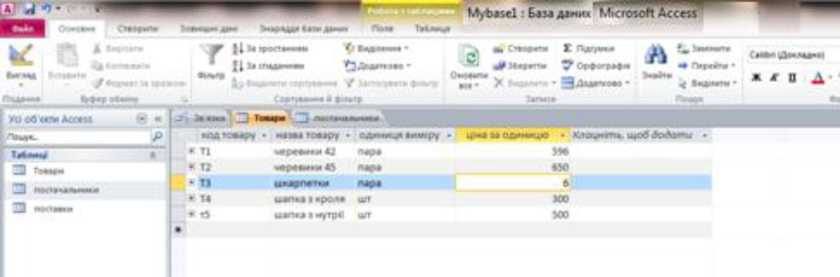 Mybase1 : База даних Microsoft Access
Робота з таблицями
Файл Основне Створити Зовнішні дані Знаряддя бази даних Поле Таблиця
Вирізати За зростанням Виділення Створити Σ Підсумки Замінити
Копіювати За спаданням Додатково Зберегти Орфографія Перейти Calibri (Докладно)
Вигляд Вставити Формат за зразком Фільтр Видалити сортування Застосувати фільтр Оновити все Видалити Додатково Знайти Виділити Ж К П А
Подання Буфер обміну Сортування й фільтр Записи Пошук
Усі об'єкти Access Зв'язки Товари постачальники
Пошук... код товару назва товару одиниця виміру ціна за одиницю Клацніть, щоб додати
Таблиці Т1 черевики 42 пара 596
Товари Т2 черевики 45 пара 650
постачальники Т3 шкарпетки пара 6
поставки Т4 шапка з кроля шт 300
т5 шапка з нутрії шт 500